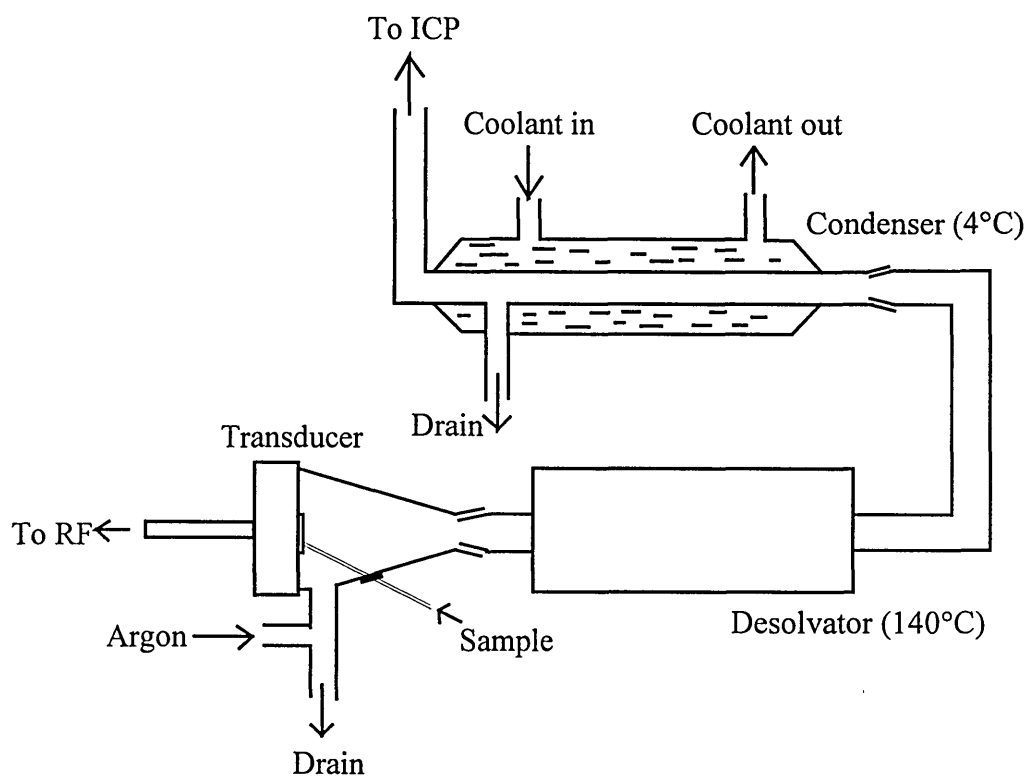 To ICP
Coolant in
Coolant out
Condenser (4°C)
Drain
Transducer
To RF
Desolvator (140°C)
Argon
Sample
Drain